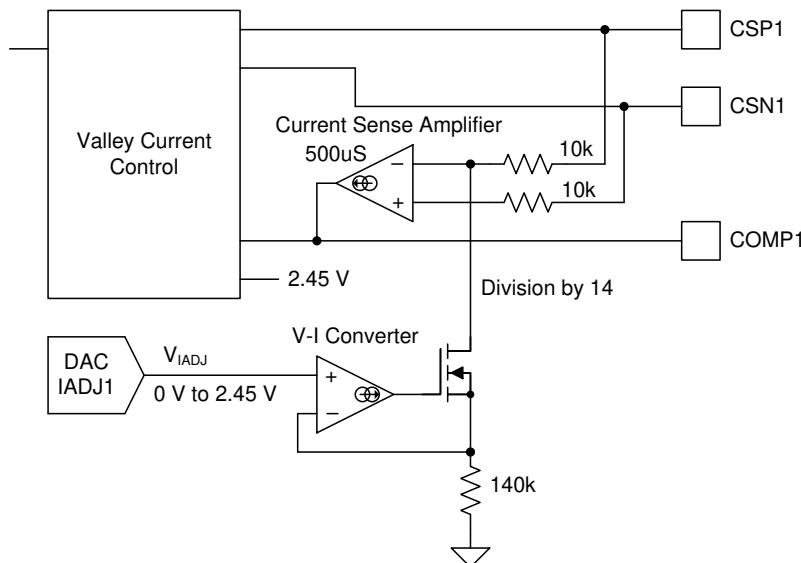 CSP1
CSN1
Valley Current
Control
Current Sense Amplifier
500uS
10k
10k
COMP1
2.45 V
Division by 14
V-I Converter
DAC
IADJ1
VIADJ
0 V to 2.45 V
140k